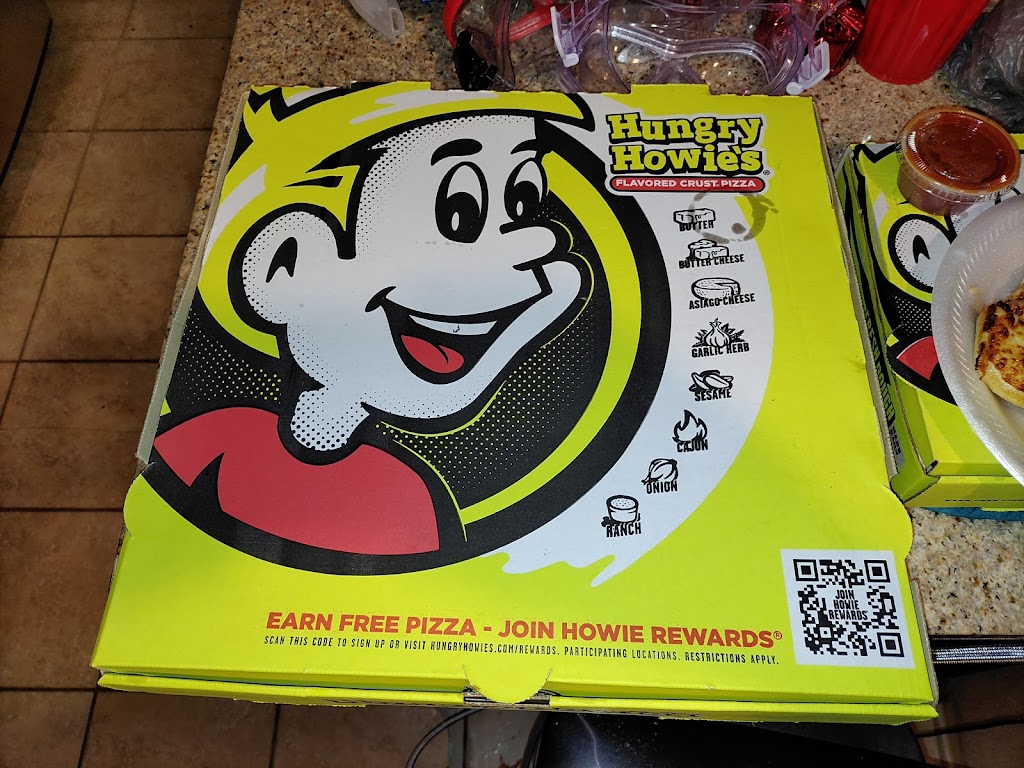 Hungry
Howie's®
FLAVORED CRUST PIZZA
BUTTER
BUTTER CHEESE
ASIAGO CHEESE
GARLIC HERB
SESAME
CAJUN
ONION
RANCH
EARN FREE PIZZA - JOIN HOWIE REWARDS®
SCAN THIS CODE TO SIGN UP OR VISIT HUNGRYHOWIES.COM/REWARDS. PARTICIPATING LOCATIONS. RESTRICTIONS APPLY.
JOIN
HOWIE
REWARDS